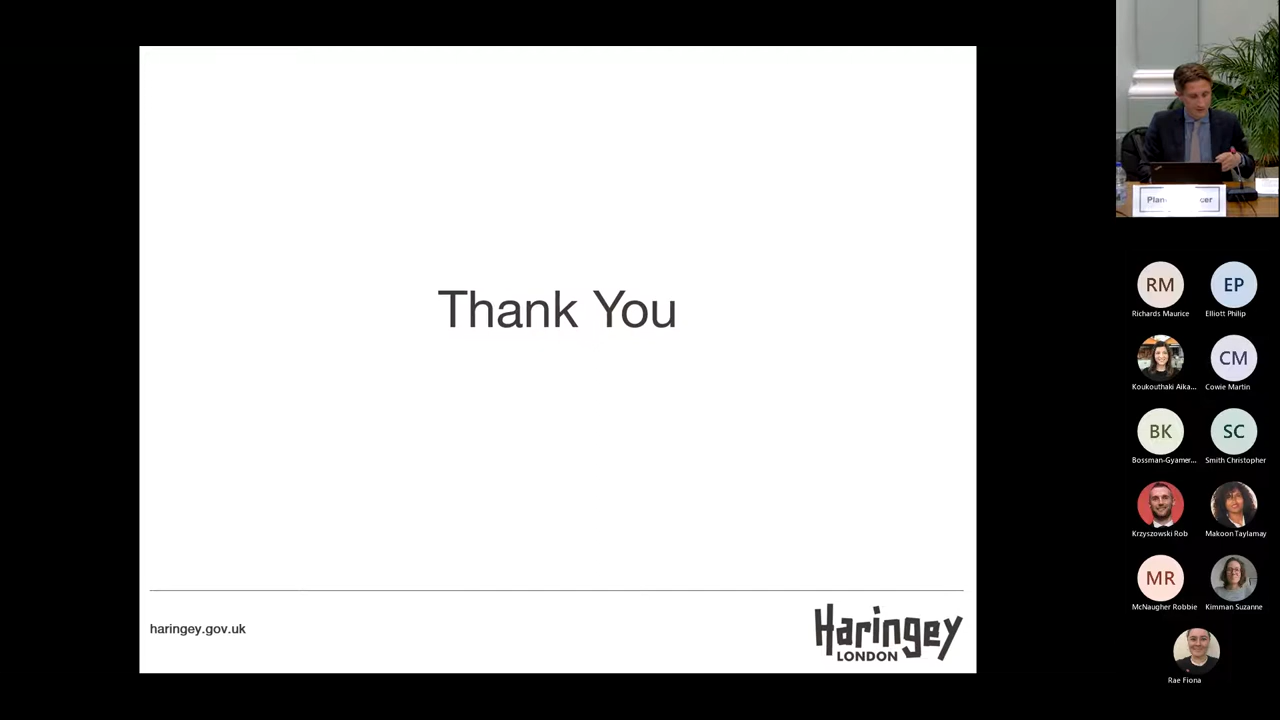 Thank You
haringey.gov.uk
Haringey
LONDON
RM
EP
Richards Maurice
Elliott Philip
CM
Koukouthaki Aika...
Cowie Martin
BK
SC
Bossman-Gyamer...
Smith Christopher
Krzyszowski Rob
Makoon Taylamay
MR
McNaugher Robbie
Kimman Suzanne
Rae Fiona